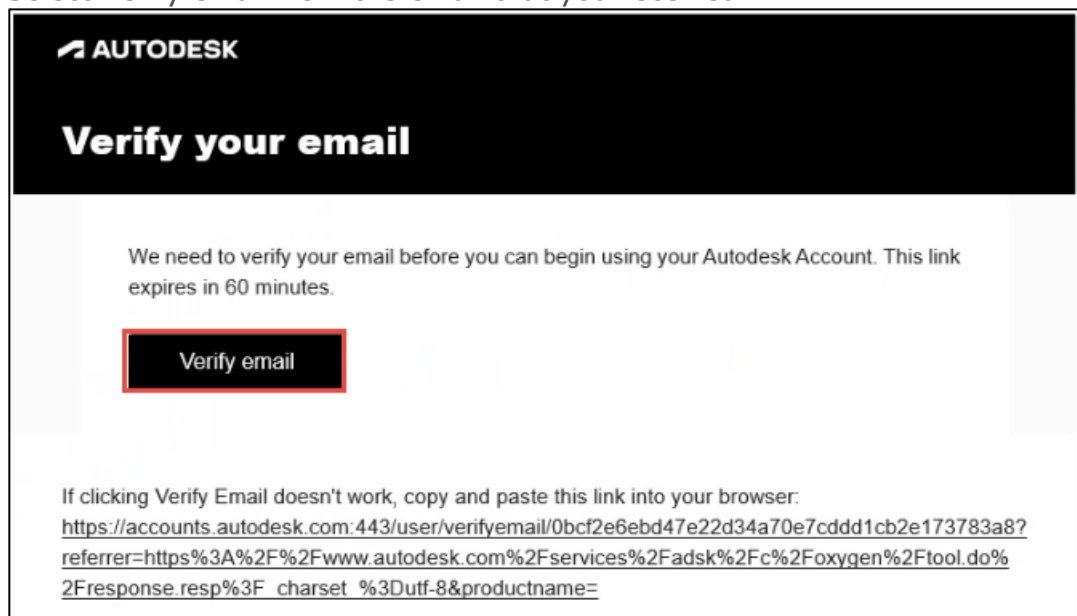 AUTODESK
Verify your email
We need to verify your email before you can begin using your Autodesk Account. This link
expires in 60 minutes.
Verify email
If clicking Verify Email doesn't work, copy and paste this link into your browser:
https://accounts.autodesk.com:443/user/verifyemail/0bcf2e6ebd47e22d34a70e7cddd1cb2e173783a8?
referrer=https%3A%2F%2Fwww.autodesk.com%2Fservices%2Fadsk%2Fc%2Foxygen%2Ftool.do%
2Fresponse.resp%3F_charset_%3Dutf-8&productname=